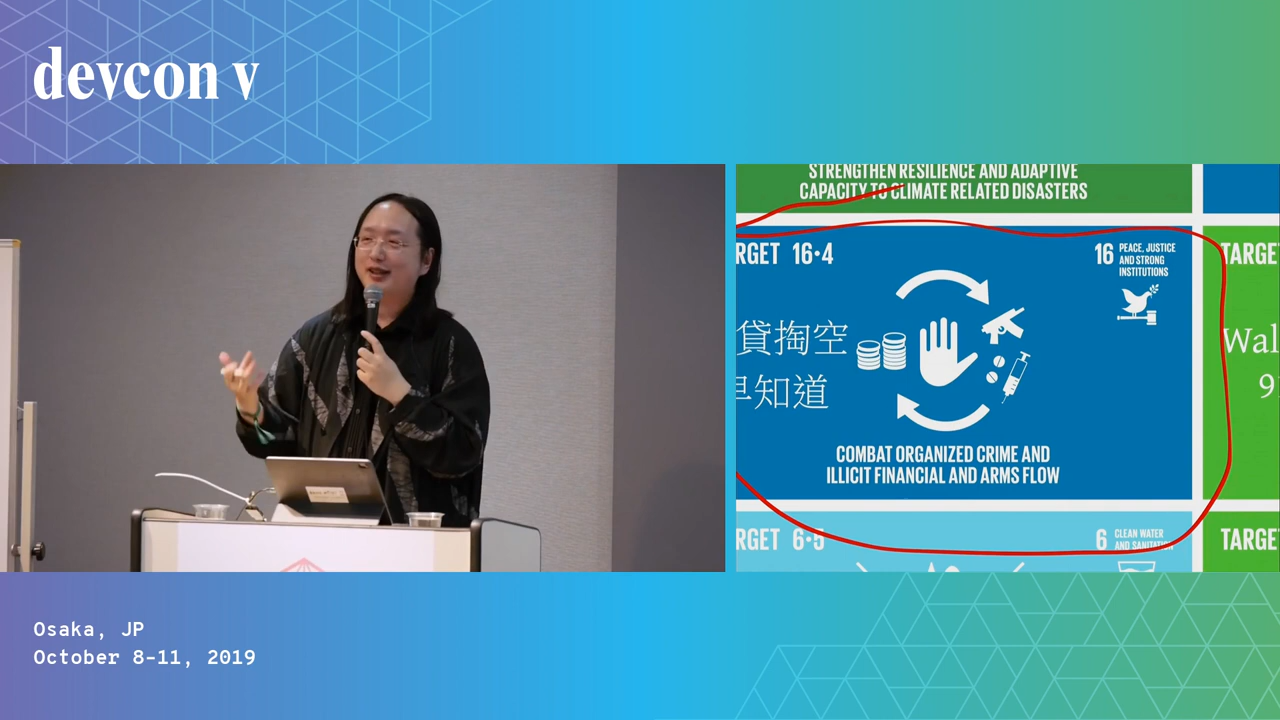 devcon v
STRENGTHEN RESILIENCE AND ADAPTIVE
CAPACITY TO CLIMATE RELATED DISASTERS
RGET 16·4
16 PEACE, JUSTICE
AND STRONG
INSTITUTIONS
貸掏空
早知道
COMBAT ORGANIZED CRIME AND
ILLICIT FINANCIAL AND ARMS FLOW
TARGE
Wal
9
RGET 6·5
6 CLEAN WATER
AND SANITATION
TARGE
Osaka, JP
October 8-11, 2019